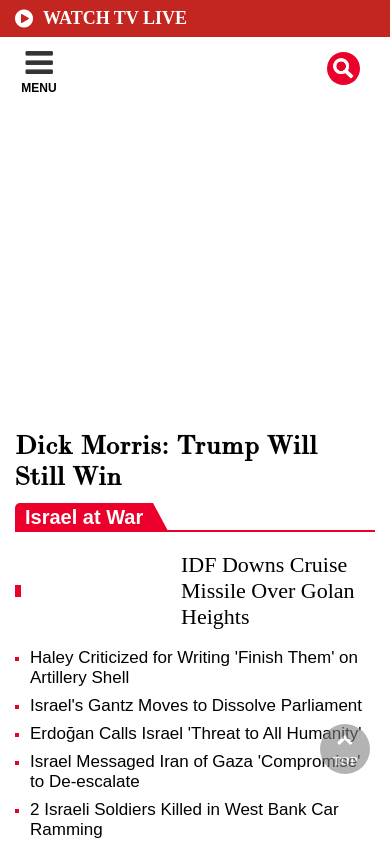 WATCH TV LIVE
MENU
Dick Morris: Trump Will
Still Win
Israel at War
IDF Downs Cruise
Missile Over Golan
Heights
Haley Criticized for Writing 'Finish Them' on
Artillery Shell
Israel's Gantz Moves to Dissolve Parliament
Erdoğan Calls Israel 'Threat to All Humanity'
Israel Messaged Iran of Gaza 'Compromise'
to De-escalate
2 Israeli Soldiers Killed in West Bank Car
Ramming